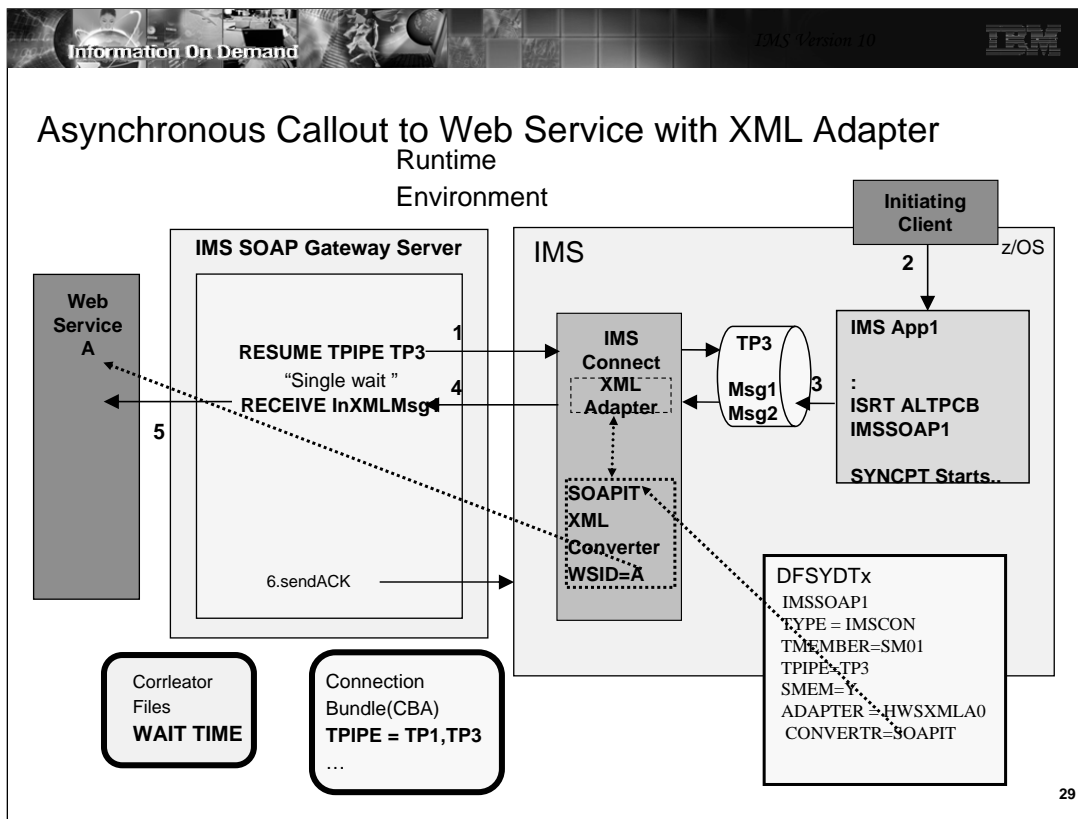 Information On Demand
IMS Version 10
IBM
Asynchronous Callout to Web Service with XML Adapter
Runtime
Environment
Initiating
Client
IMS SOAP Gateway Server
IMS
z/OS
2
Web
Service
A
1
RESUME TPIPE TP3
"Single wait "
4
RECEIVE InXMLMsg
5
IMS
Connect
XML
Adapter
TP3
Msg1
Msg2
3
IMS App1
:
ISRT ALTPCB
IMSSOAP1
SYNCPT Starts..
SOAPIT
XML
Converter
WSID=A
6.sendACK
DFSYDTx
IMSSOAP1
TYPE = IMSCON
TMEMBER=SM01
TPIPE=TP3
SMEM=Y
ADAPTER =HWSXMLA0
CONVERTR=SOAPIT
Corrleator
Files
WAIT TIME
Connection
Bundle(CBA)
TPIPE = TP1,TP3
…
29